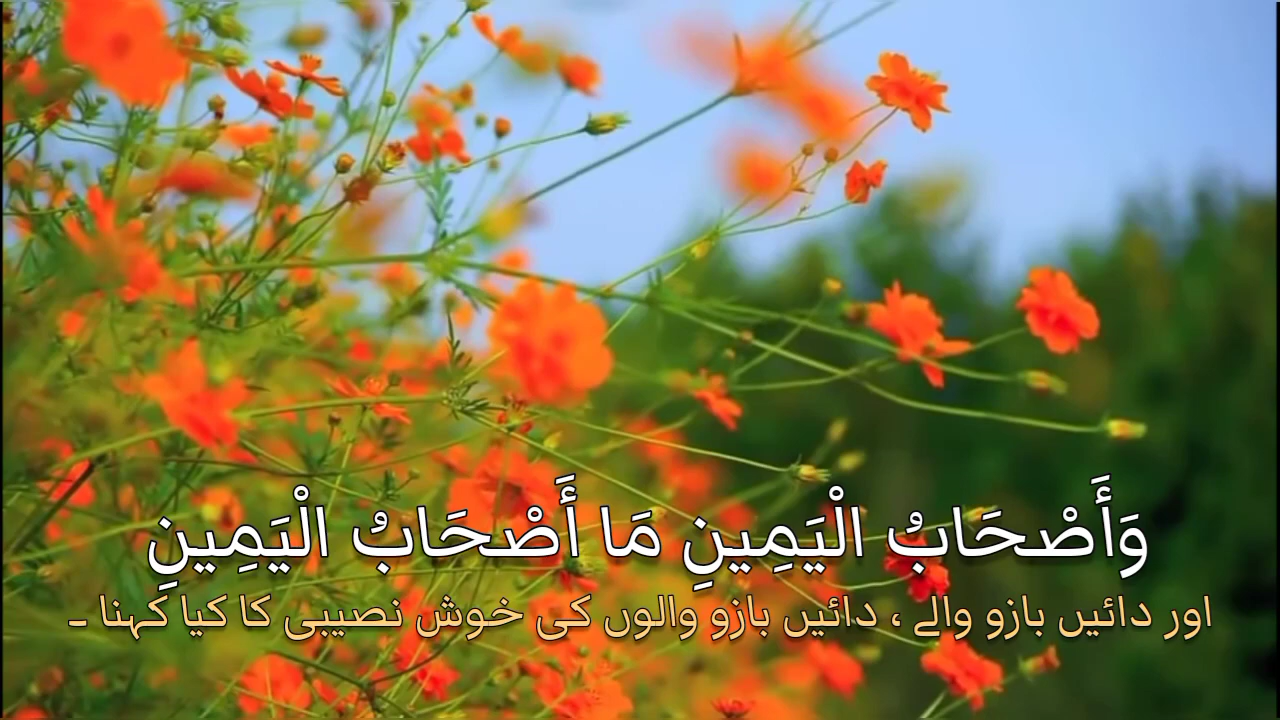 وَأَصْحَابُ الْيَمِينِ مَا أَصْحَابُ الْيَمِينِ
اور دائیں بازو والے ، دائیں بازو والوں کی خوش نصیبی کا کیا کہنا ۔